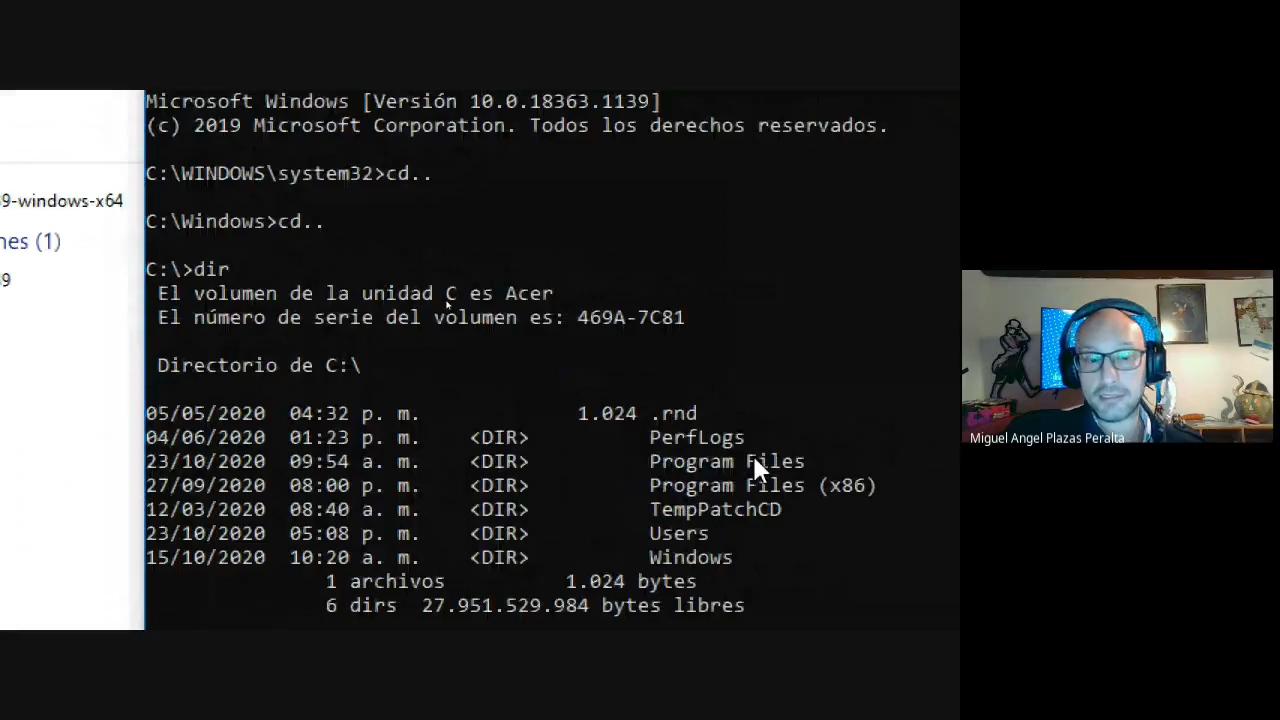 Microsoft Windows [Versión 10.0.18363.1139]
(c) 2019 Microsoft Corporation. Todos los derechos reservados.
C:\WINDOWS\system32>cd..
9-windows-x64
C:\Windows>cd..
nes (1)
C:\>dir
9
El volumen de la unidad C es Acer
El número de serie del volumen es: 469A-7C81
Directorio de C:\
05/05/2020 04:32 p. m. 1.024 .rnd
04/06/2020 01:23 p. m. <DIR> PerfLogs
23/10/2020 09:54 a. m. <DIR> Program Files
27/09/2020 08:00 p. m. <DIR> Program Files (x86)
12/03/2020 08:40 a. m. <DIR> TempPatchCD
23/10/2020 05:08 p. m. <DIR> Users
15/10/2020 10:20 a. m. <DIR> Windows
1 archivos 1.024 bytes
6 dirs 27.951.529.984 bytes libres
Miguel Angel Plazas Peralta